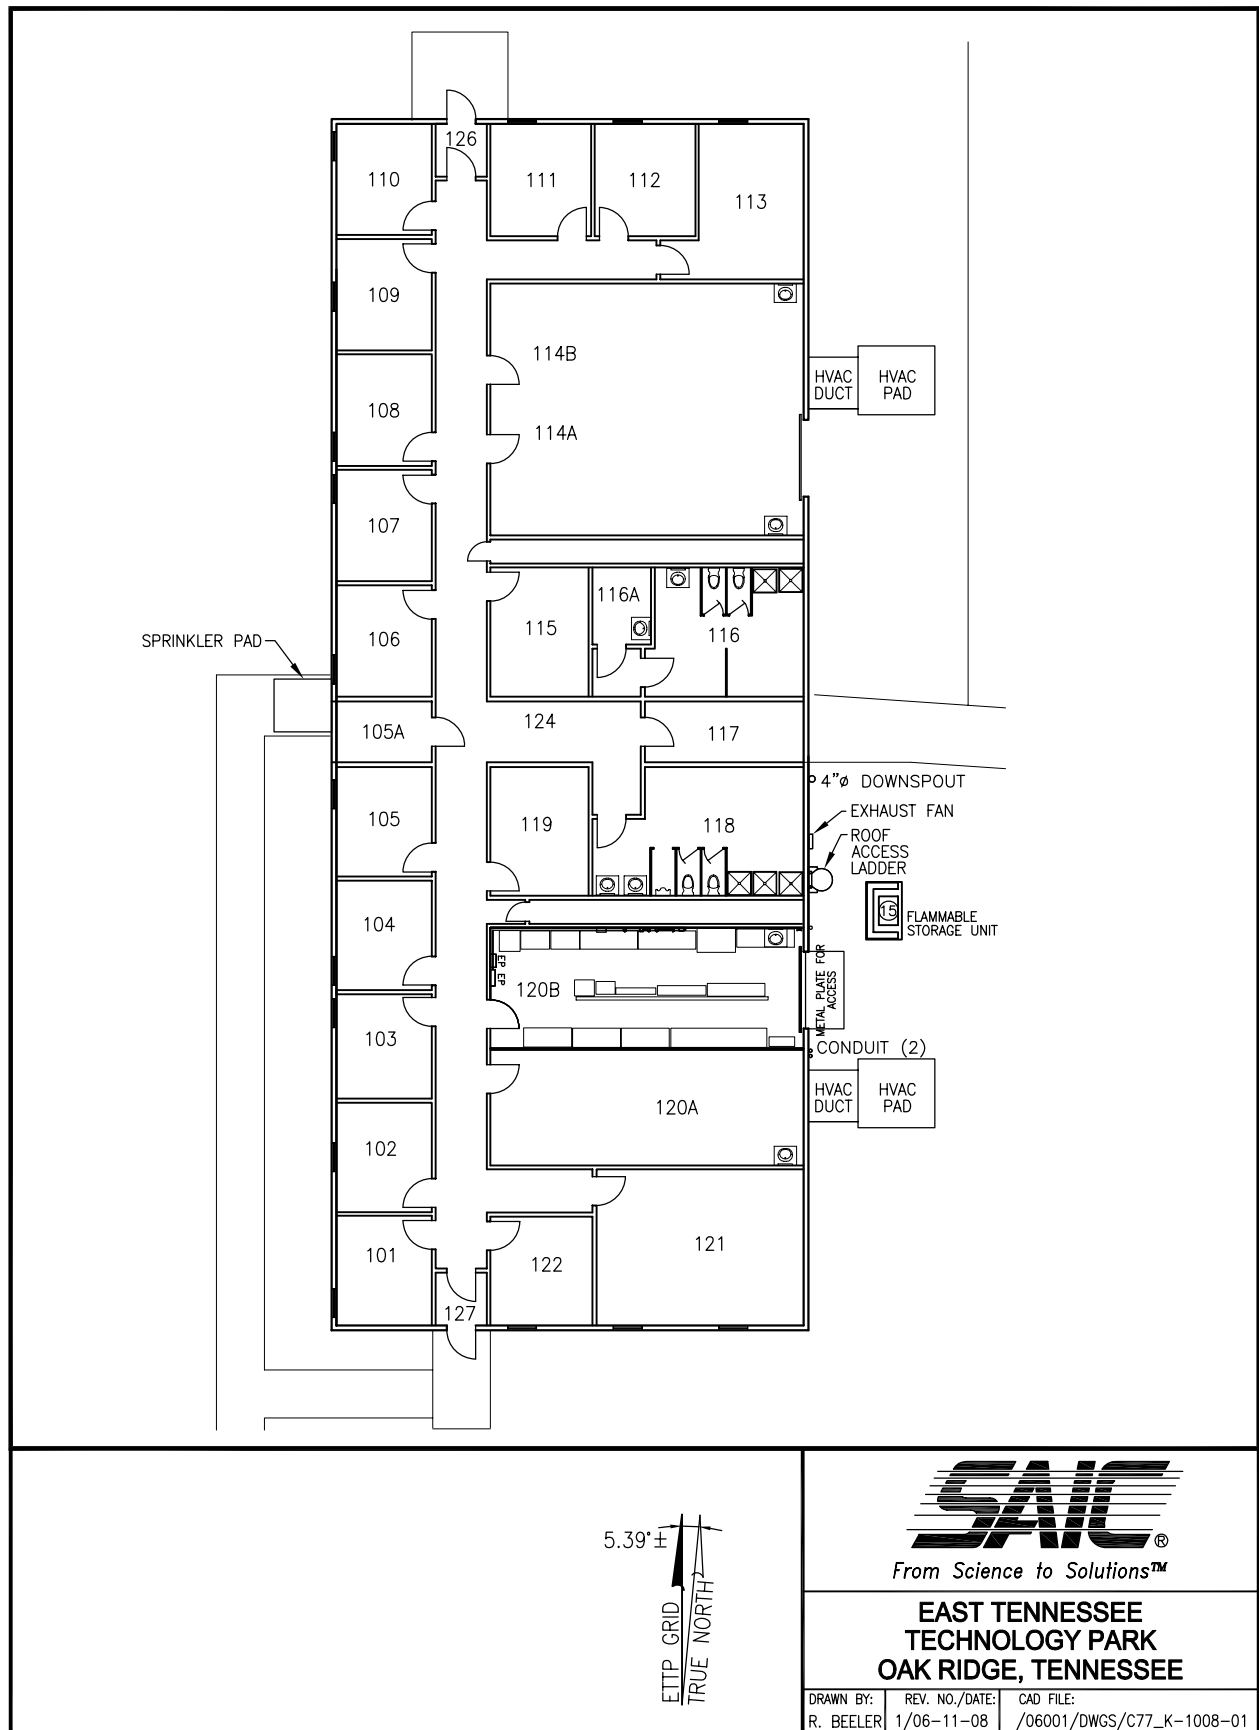 126
110
111
112
113
109
114B
HVAC
DUCT
HVAC
PAD
108
114A
107
116A
115
116
106
SPRINKLER PAD
105A
124
117
4"ø DOWNSPOUT
EXHAUST FAN
105
119
118
ROOF
ACCESS
LADDER
15
FLAMMABLE
STORAGE UNIT
104
EP EP
120B
METAL PLATE FOR
ACCESS
103
CONDUIT (2)
HVAC
DUCT
HVAC
PAD
120A
102
101
122
121
127
5.39°±
ETTP GRID
TRUE NORTH
SAIC®
From Science to Solutions™
EAST TENNESSEE
TECHNOLOGY PARK
OAK RIDGE, TENNESSEE
DRAWN BY:
R. BEELER
REV. NO./DATE:
1/06-11-08
CAD FILE:
/06001/DWGS/C77_K-1008-01